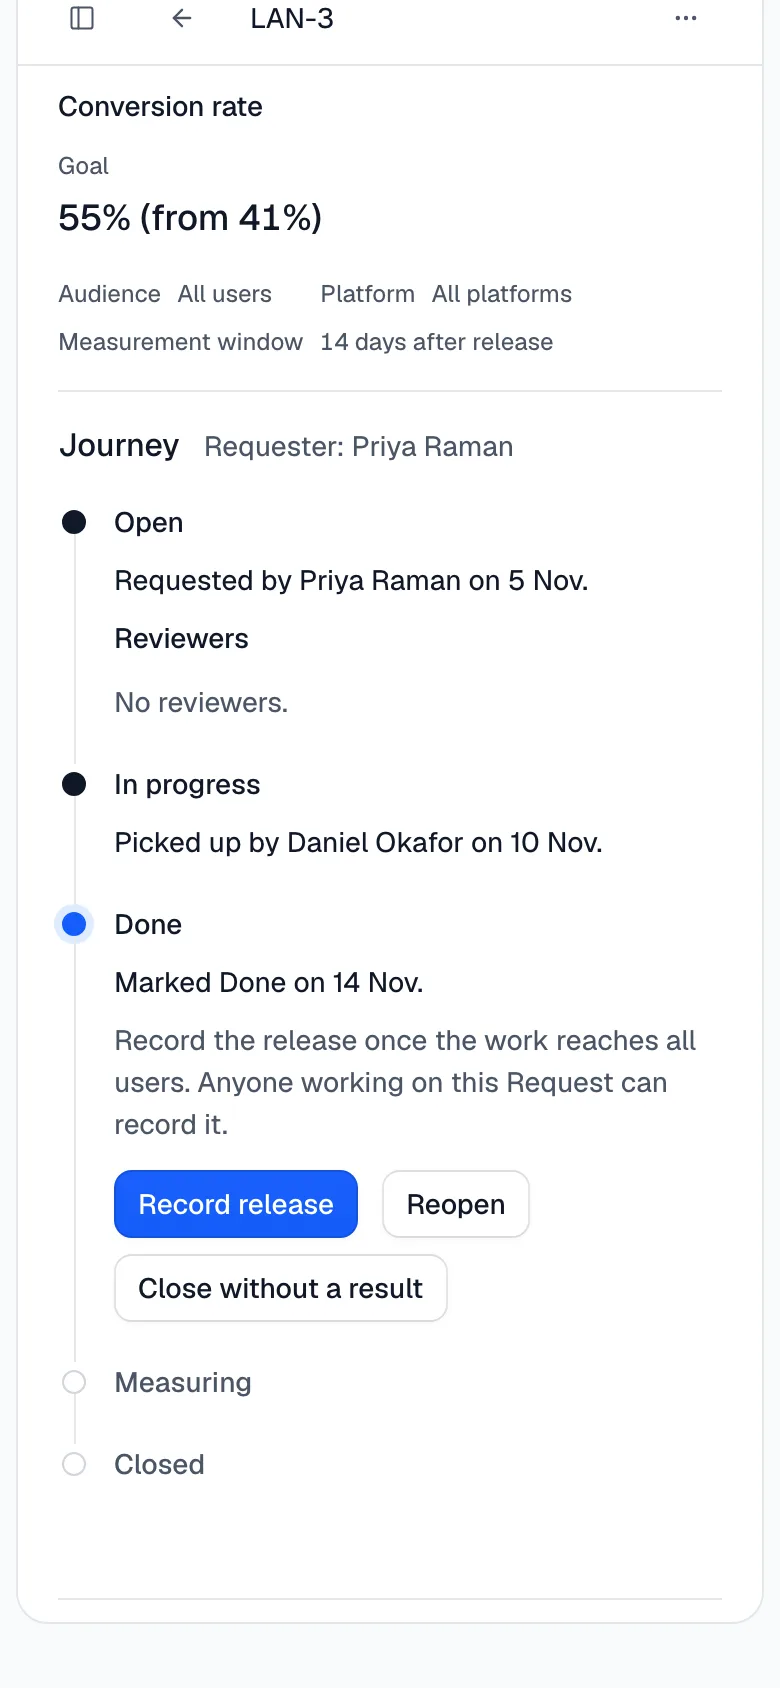 LAN-3
Conversion rate
Goal
55% (from 41%)
Audience All users Platform All platforms
Measurement window 14 days after release
Journey Requester: Priya Raman
Open
Requested by Priya Raman on 5 Nov.
Reviewers
No reviewers.
In progress
Picked up by Daniel Okafor on 10 Nov.
Done
Marked Done on 14 Nov.
Record the release once the work reaches all
users. Anyone working on this Request can
record it.
Record release Reopen
Close without a result
Measuring
Closed